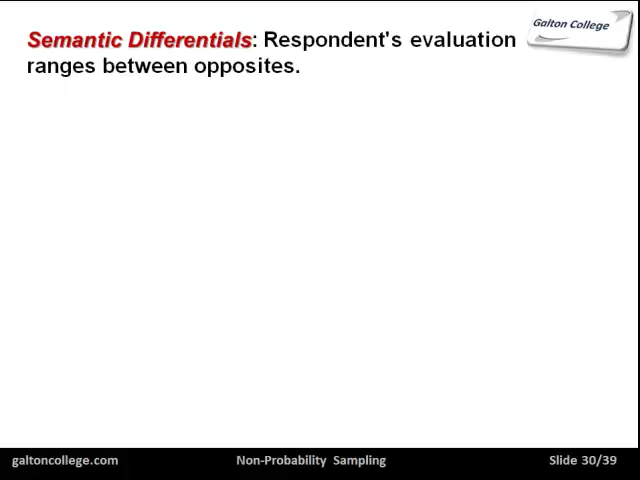 Galton College
Semantic Differentials: Respondent's evaluation
ranges between opposites.
galtoncollege.com Non-Probability Sampling Slide 30/39